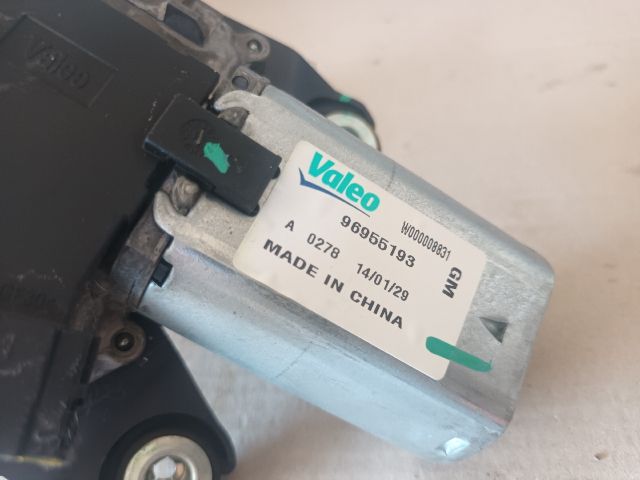 Valeo
Valeo
96955193
W000008831
A 0278 14/01/29
GM
MADE IN CHINA